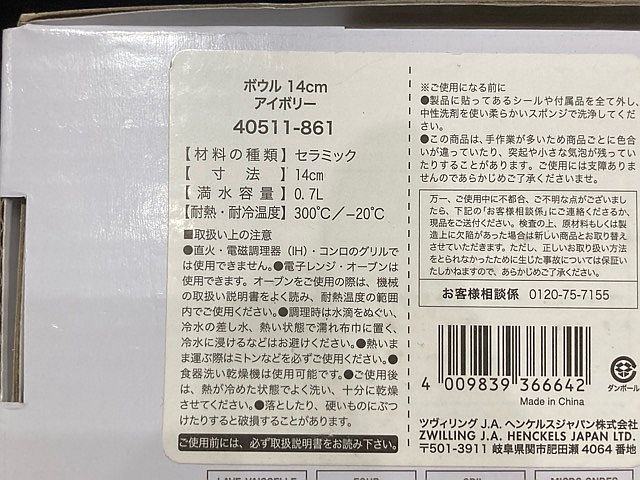 ボウル 14cm
アイボリー
40511-861
【材料の種類】セラミック
【寸法】14cm
【満水容量】0.7L
【耐熱・耐冷温度】300℃/−20℃
■取扱い上の注意
●直火・電磁調理器（IH）・コンロのグリルで
は使用できません。●電子レンジ・オーブンは
使用できます。オーブンをご使用の際は、機械
の取扱い説明書をよく読み、耐熱温度の範囲
内でご使用ください。●調理時は水滴をぬぐい、
冷水の差し水、熱い状態で濡れ布巾に置く、
冷水に浸けるなどはお避けください。●熱いま
ま運ぶ際はミトンなどを必ずご使用ください。●
食器洗い乾燥機は使用可能です。●ご使用後
は、熱が冷めた状態でよく洗い、十分に乾燥
させてください。●落としたり、硬いものにぶつ
けたりすると破損することがあります。
ご使用前には、必ず取扱説明書をお読み下さい。
※ご使用になる前に
●製品に貼ってあるシールや付属品を全て外し、
中性洗剤を使い柔らかいスポンジで洗浄してく
ださい。
●この商品は、手作業が多いため商品ごとに色合
いが違っていたり、突起や小さな気泡が残ってい
たりすることがあります。ご使用には支障ありま
せんのであらかじめご了承くださいませ。
万一、ご使用中に不都合、ご不明な点がございまし
たら、下記の「お客様相談係」にご連絡くださるか、
現品をご送付ください。検査の上、原材料もしくは製
造上に欠陥があった場合は新しい商品とお取替え
させていただきます。ただし、正しいお取り扱い方法
をとられなかったために生じた事故については保証い
たしかねますので、あらかじめご了承ください。
お客様相談係 0120-75-7155
4 009839 366642
ダンボール
Made in China
ツヴィリング J.A. ヘンケルスジャパン株式会社
ZWILLING J.A. HENCKELS JAPAN LTD.
〒501-3911 岐阜県関市肥田瀬 4064 番地
LAVE-VAISSELLE FOUR GRIL MICRO-ONDES